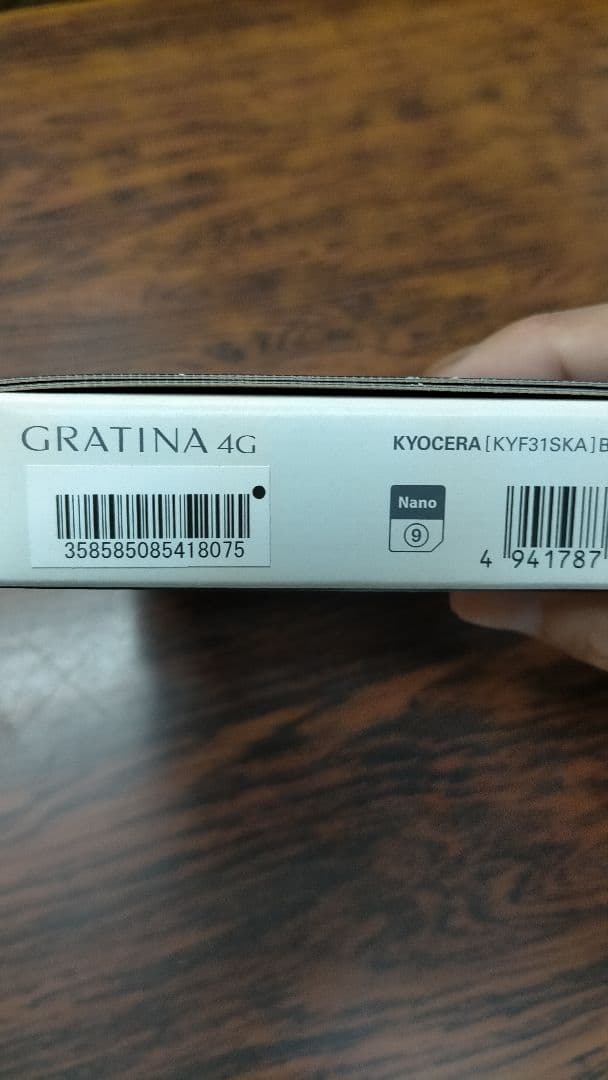 GRATINA 4G
358585085418075
KYOCERA [KYF31SKA] B
Nano
9
4 941787